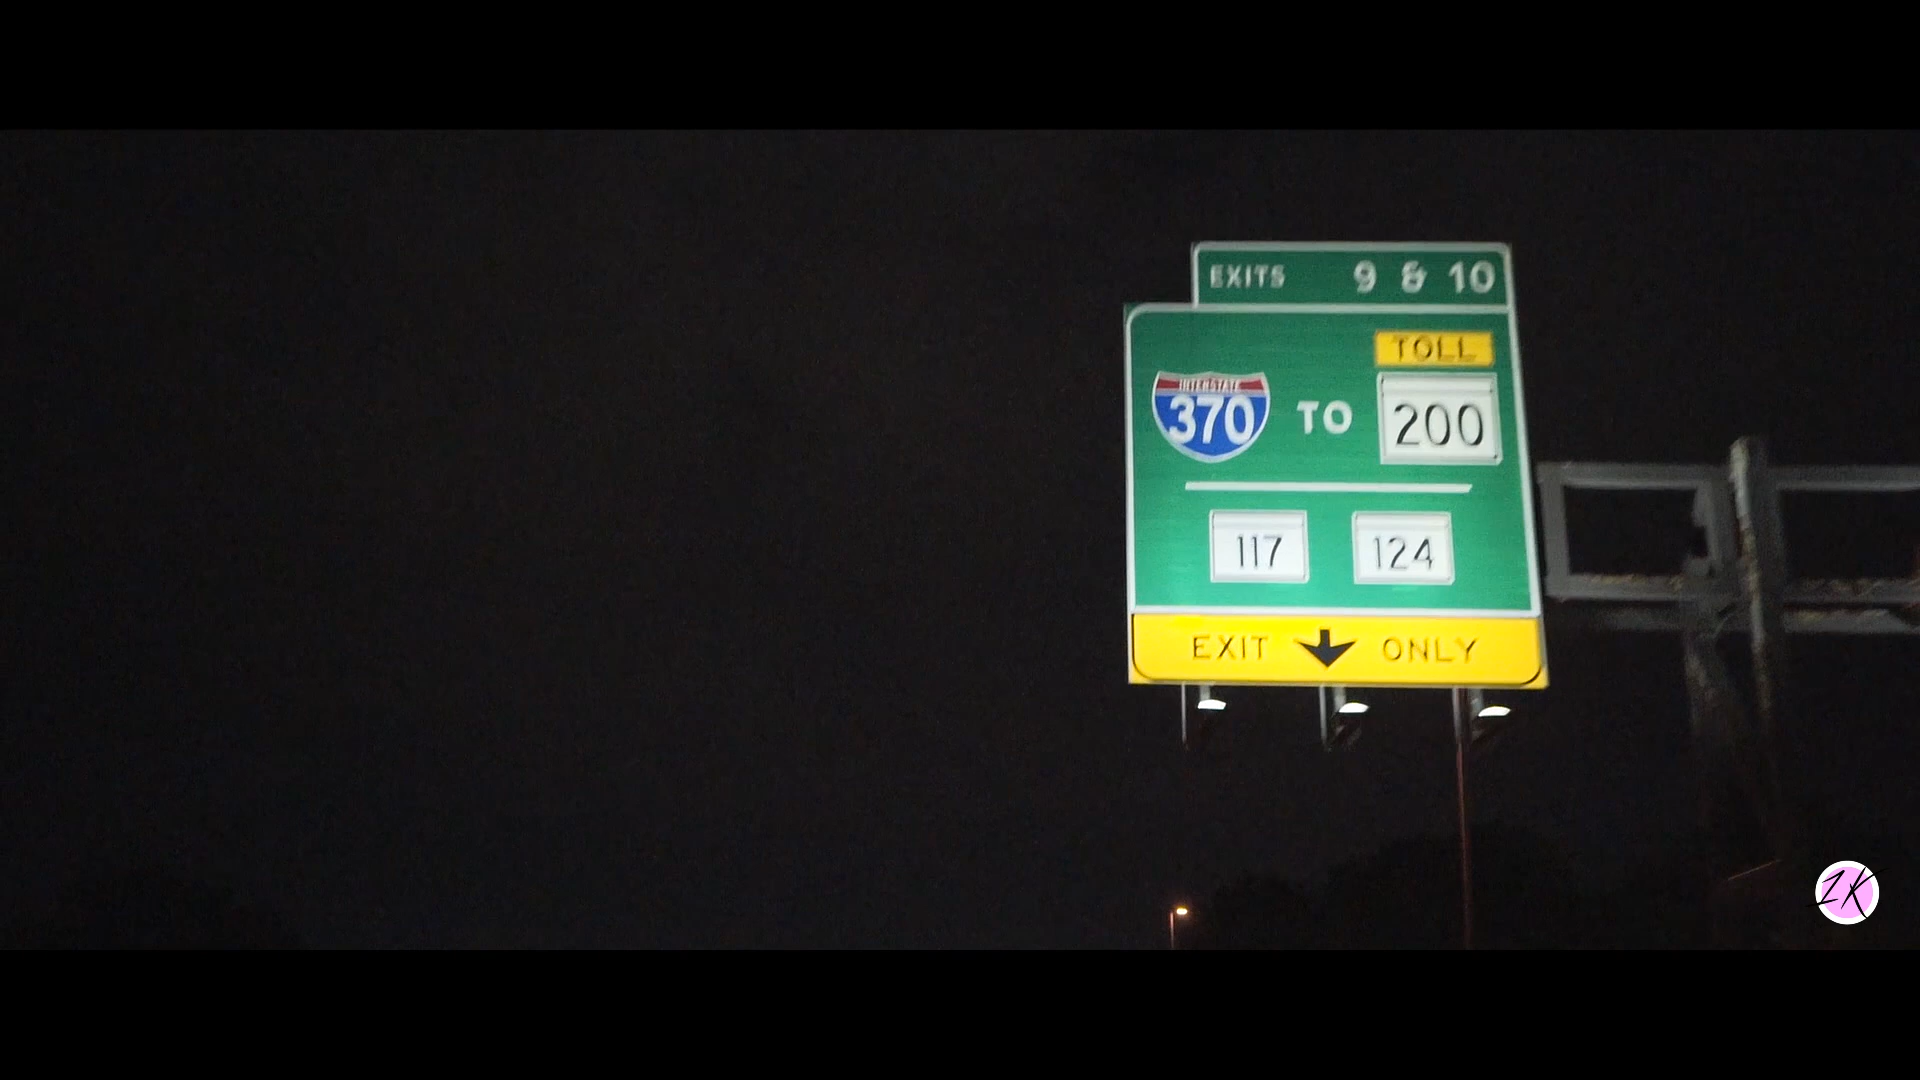 EXITS 9 & 10
TOLL
INTERSTATE
370 TO 200
117 124
EXIT ONLY
ZK